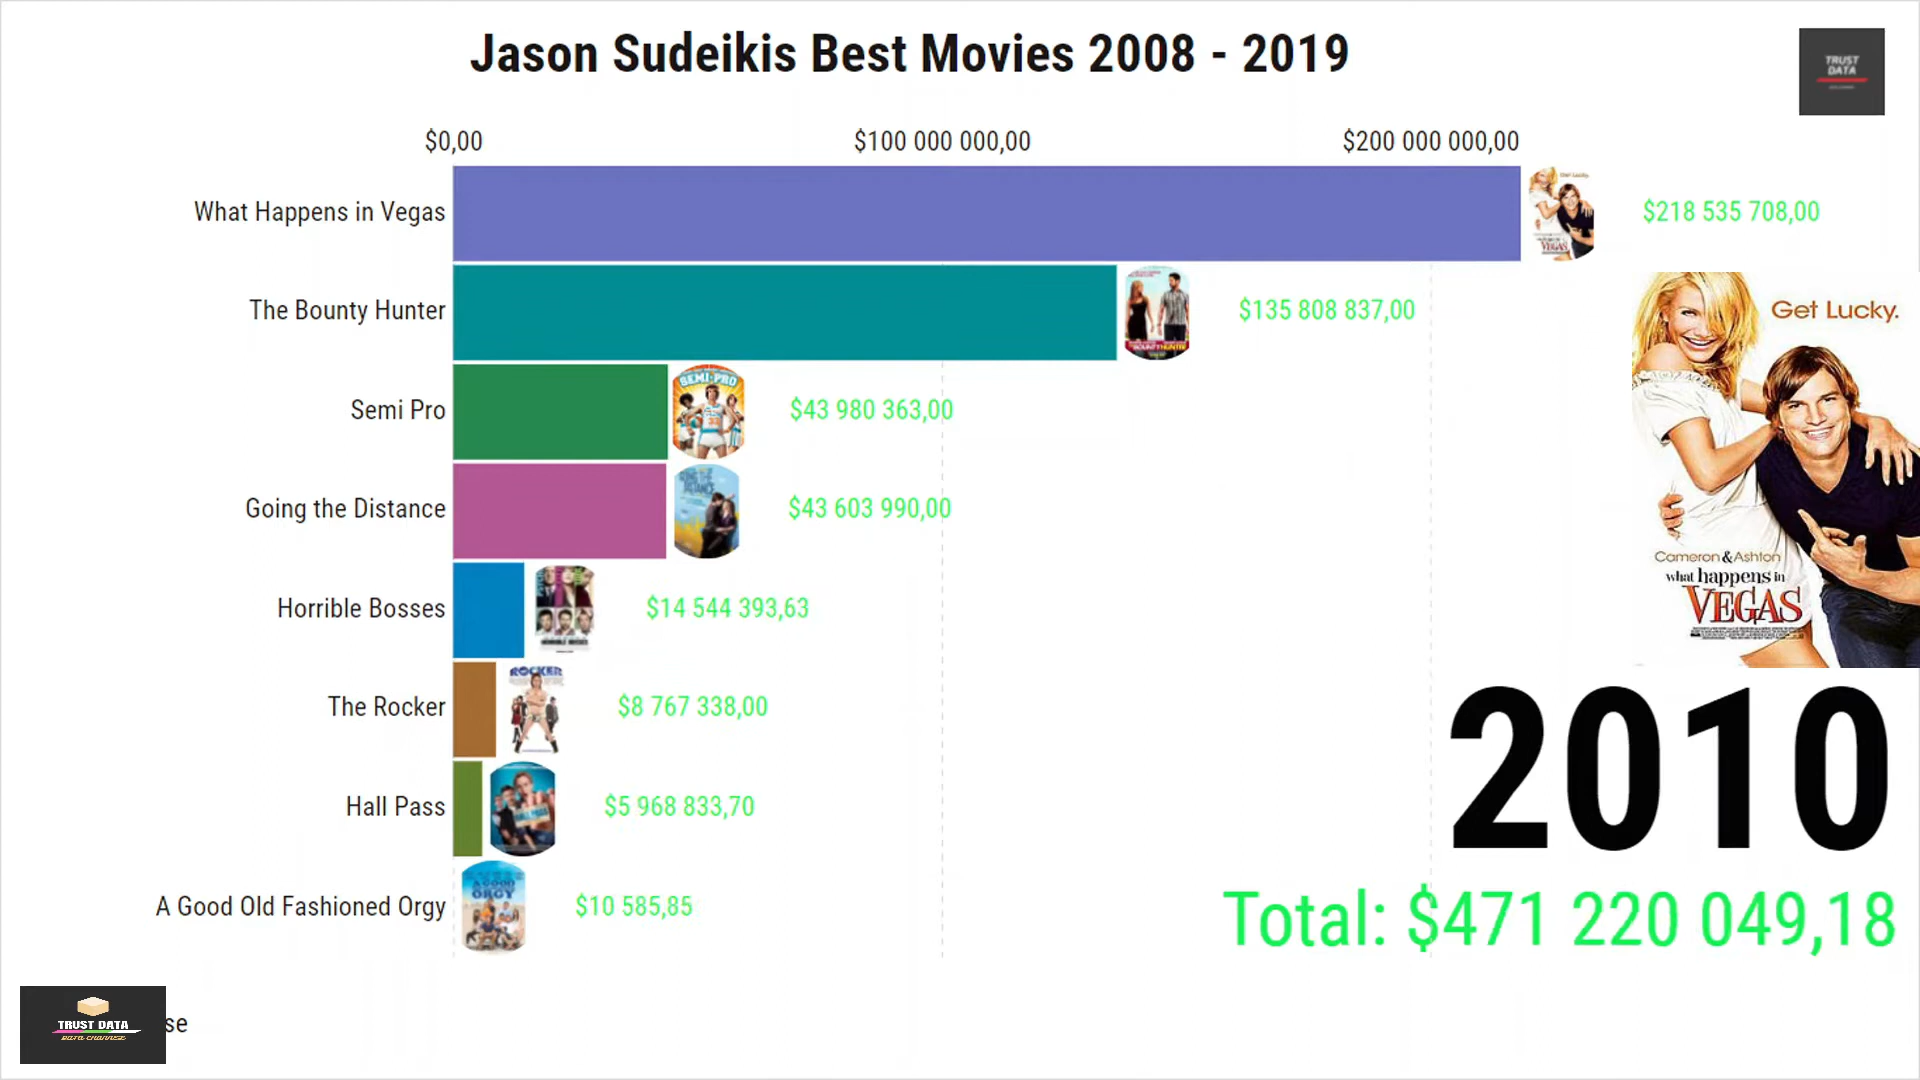 Jason Sudeikis Best Movies 2008 - 2019
TRUST
DATA
$0,00 $100 000 000,00 $200 000 000,00
What Happens in Vegas $218 535 708,00
The Bounty Hunter $135 808 837,00
Semi Pro SEMI-PRO $43 980 363,00
Going the Distance $43 603 990,00
Horrible Bosses $14 544 393,63
The Rocker ROCKER $8 767 338,00
Hall Pass $5 968 833,70
A Good Old Fashioned Orgy A GOOD ORGY $10 585,85
Get Lucky.
Cameron & Ashton
what happens in
VEGAS
2010
Total: $471 220 049,18
TRUST DATA
DATA CHANNEL
se